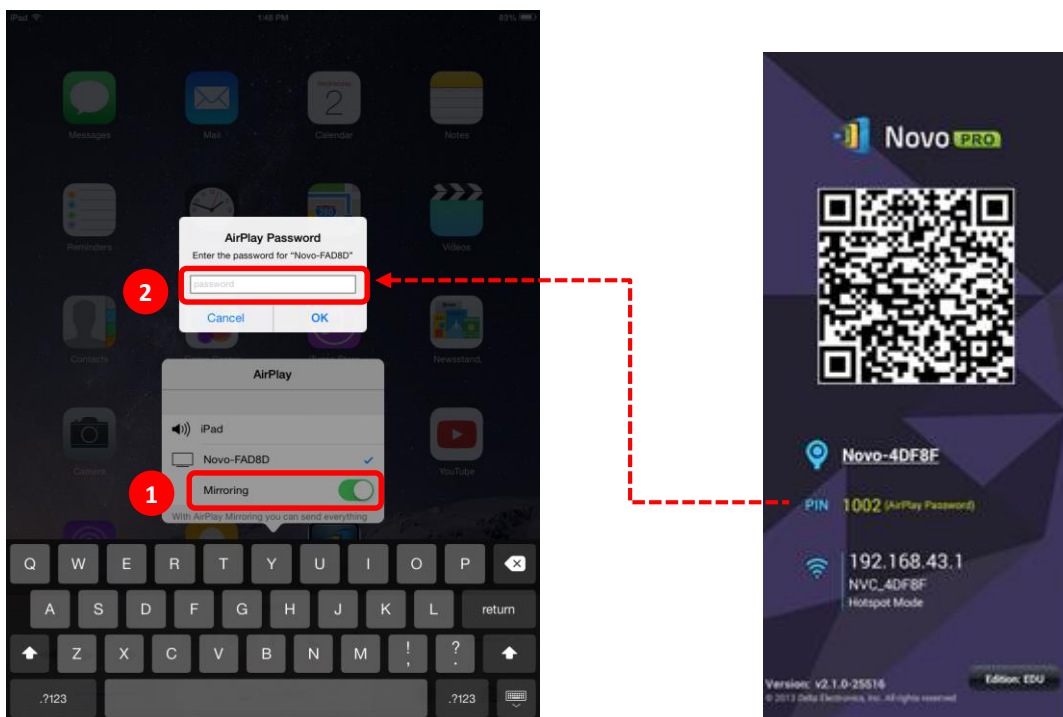 iPad
1:48 PM
83%
2
Messages
Mail
Calendar
Notes
280
Reminders
Videos
AirPlay Password
Enter the password for "Novo-FAD8D"
2
password
Cancel
OK
Contacts
Newsstand
AirPlay
iPad
Camera
Novo-FAD8D
YouTube
1
Mirroring
With AirPlay Mirroring you can send everything
Q W E R T Y U I O P
A S D F G H J K L return
Z X C V B N M ! , ? .
.?123 .?123
Novo PRO
Novo-4DF8F
PIN 1002 (AirPlay Password)
192.168.43.1
NVC_4DF8F
Hotspot Mode
Version: v2.1.0-25516
Edition: EDU
© 2013 Delta Electronics, Inc. All rights reserved